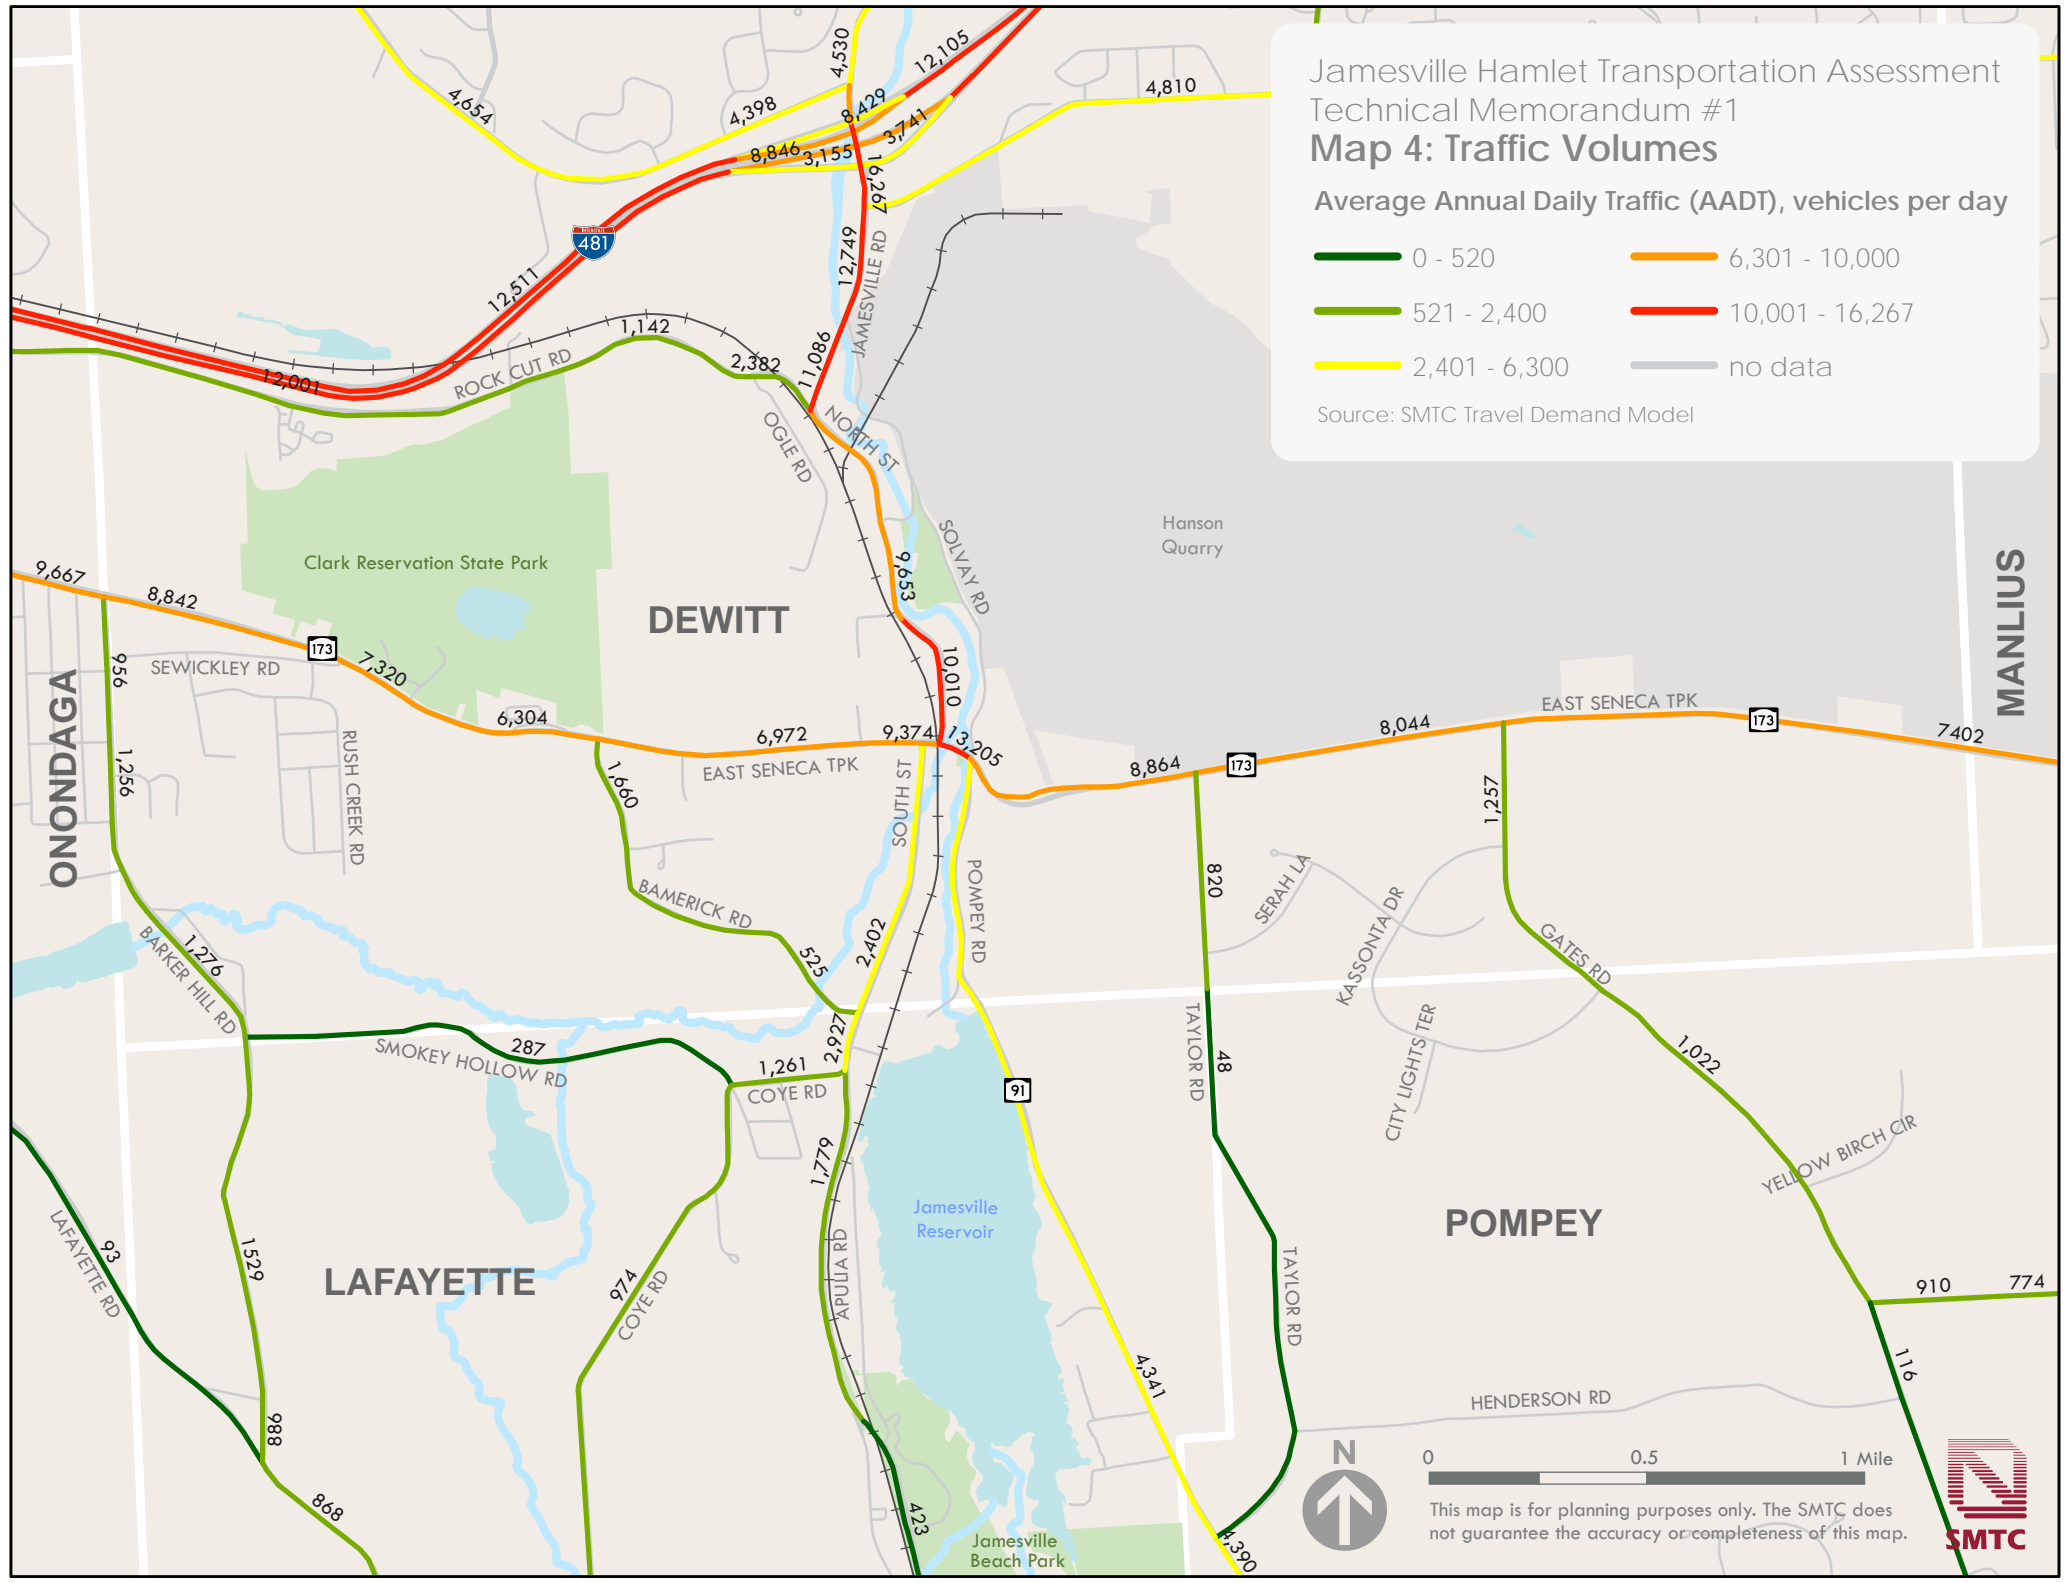 Jamesville Hamlet Transportation Assessment
Technical Memorandum #1
Map 4: Traffic Volumes
Average Annual Daily Traffic (AADT), vehicles per day
0 - 520
6,301 - 10,000
521 - 2,400
10,001 - 16,267
2,401 - 6,300
no data
Source: SMTC Travel Demand Model
4,530
12,105
4,654
4,398
8,429
4,810
3,741
8,846
3,155
16,267
INTERSTATE
481
12,749
JAMESVILLE RD
12,511
1,142
2,382
11,086
12,001
ROCK CUT RD
OGLE RD
NORTH ST
Hanson
Quarry
SOLVAY RD
Clark Reservation State Park
9,667
8,842
9,653
DEWITT
MANLIUS
173
956
SEWICKLEY RD
7,320
10,010
ONONDAGA
6,304
6,972
9,374
13,205
EAST SENECA TPK
173
8,044
7402
1,256
RUSH CREEK RD
1,660
EAST SENECA TPK
SOUTH ST
8,864
173
1,257
BAMERICK RD
POMPEY RD
820
SERAH LA
KASSONTA DR
GATES RD
BARKER HILL RD
1,276
525
2,402
2,927
TAYLOR RD
48
CITY LIGHTS TER
1,022
SMOKEY HOLLOW RD
287
1,261
COYE RD
91
1,779
YELLOW BIRCH CIR
Jamesville
Reservoir
POMPEY
LAFAYETTE RD
93
1529
LAFAYETTE
974
COYE RD
APULIA RD
TAYLOR RD
910
774
4,341
116
HENDERSON RD
988
868
423
Jamesville
Beach Park
4,390
N
0
0.5
1 Mile
This map is for planning purposes only. The SMTC does
not guarantee the accuracy or completeness of this map.
SMTC